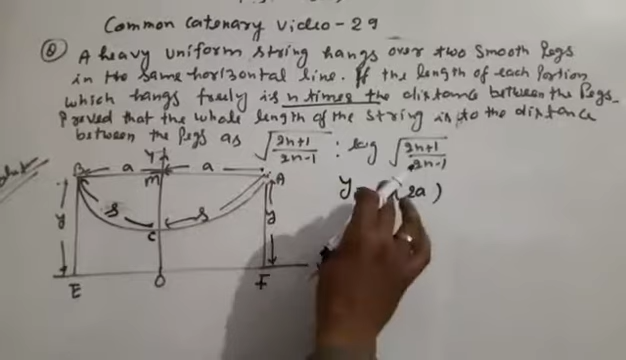 Common Catenary Video - 29
Q A heavy uniform string hangs over two smooth Pegs
in the same horizontal line. If the length of each Portion
which hangs freely is n times the distance between the Pegs.
Proved that the whole length of the string is to the distance
between the Pegs as √(2n+1)/(2n-1) : log √(2n+1)/(2n-1)
B a Y M a A
y s s y
C
E O F
y 2a)